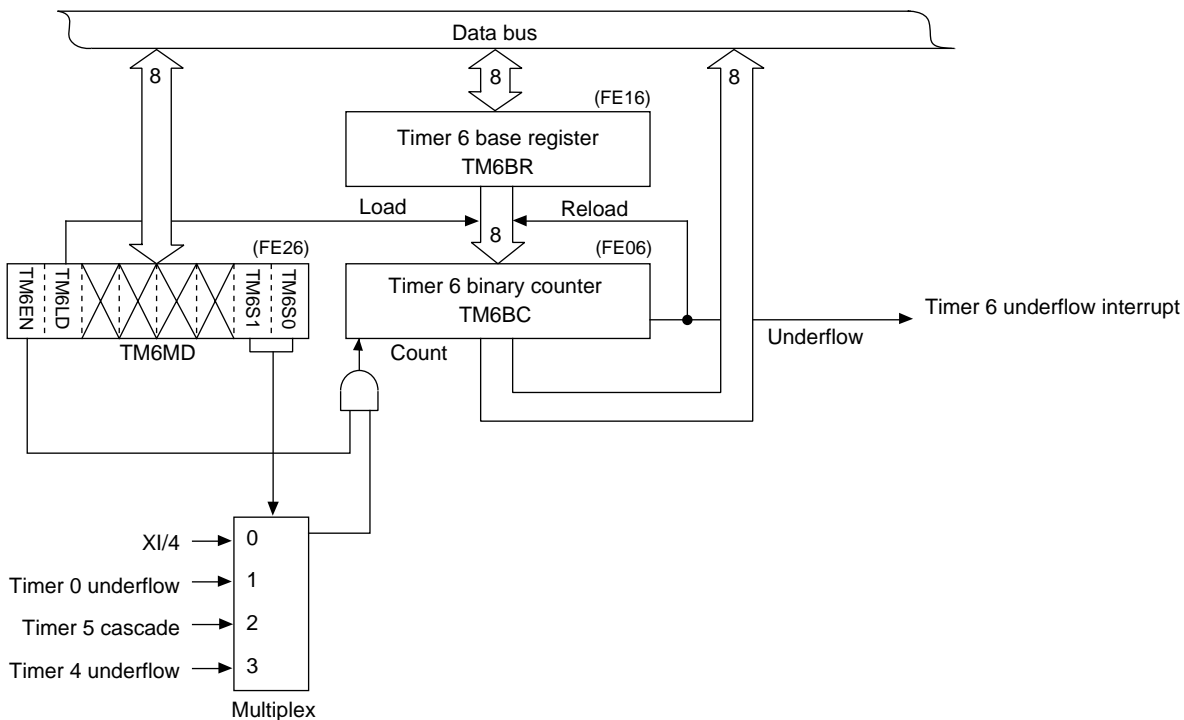 Data bus
8
8
8
(FE16)
Timer 6 base register
TM6BR
Load
Reload
8
(FE26)
(FE06)
TM6EN
TM6LD
TM6S1
TM6S0
Timer 6 binary counter
TM6BC
Timer 6 underflow interrupt
Underflow
TM6MD
Count
XI/4
0
Timer 0 underflow
1
Timer 5 cascade
2
Timer 4 underflow
3
Multiplex